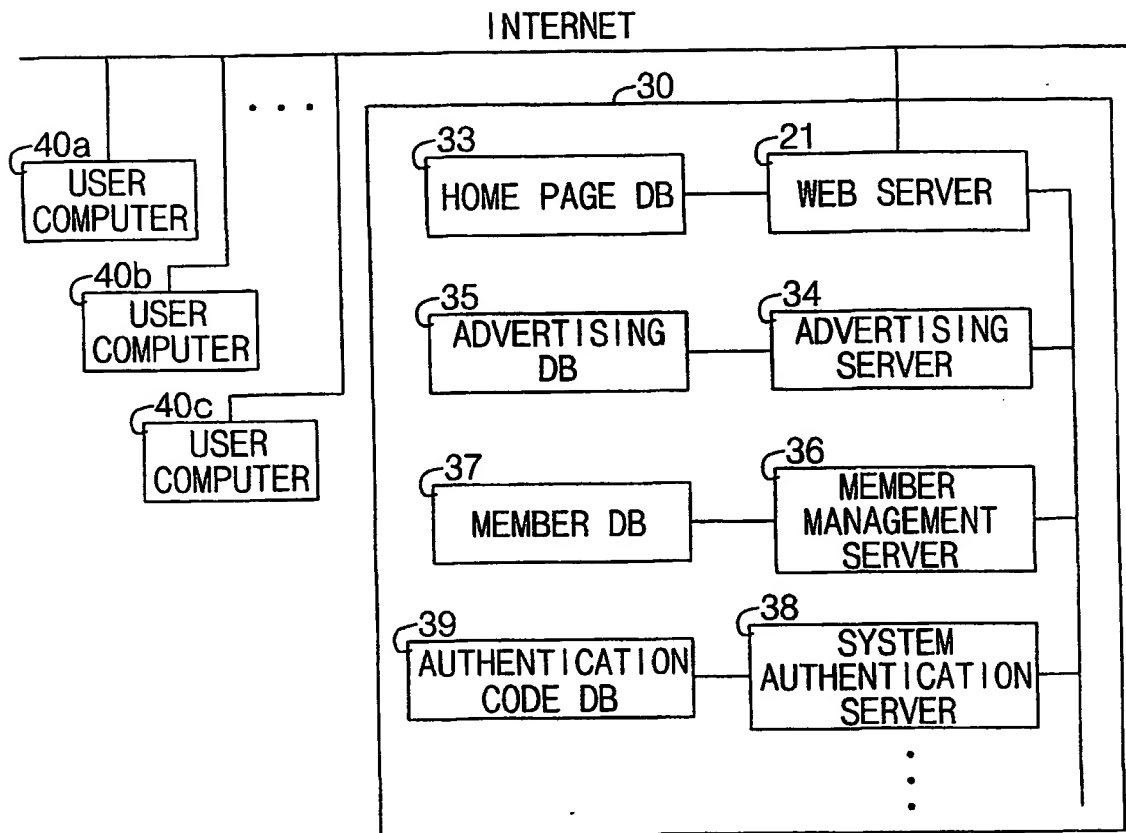 INTERNET
30
40a
USER
COMPUTER
40b
USER
COMPUTER
40c
USER
COMPUTER
33
HOME PAGE DB
21
WEB SERVER
35
ADVERTISING
DB
34
ADVERTISING
SERVER
37
MEMBER DB
36
MEMBER
MANAGEMENT
SERVER
39
AUTHENTICATION
CODE DB
38
SYSTEM
AUTHENTICATION
SERVER